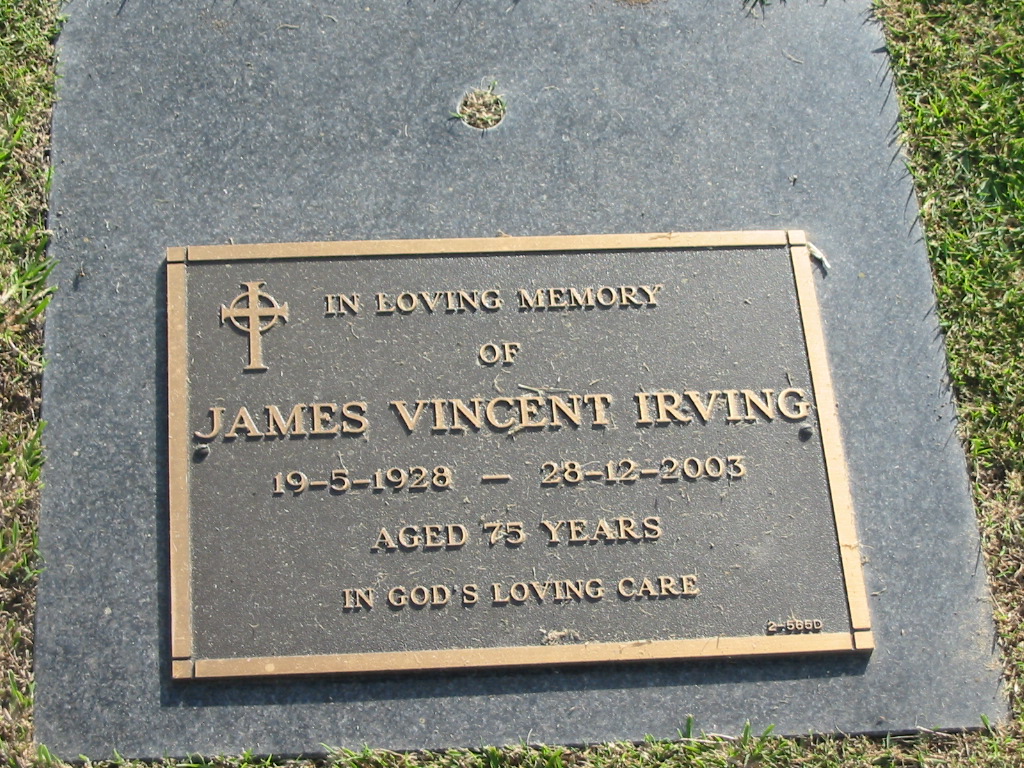 IN LOVING MEMORY
OF
JAMES VINCENT IRVING
19-5-1928 — 28-12-2003
AGED 75 YEARS
IN GOD'S LOVING CARE
2-565D